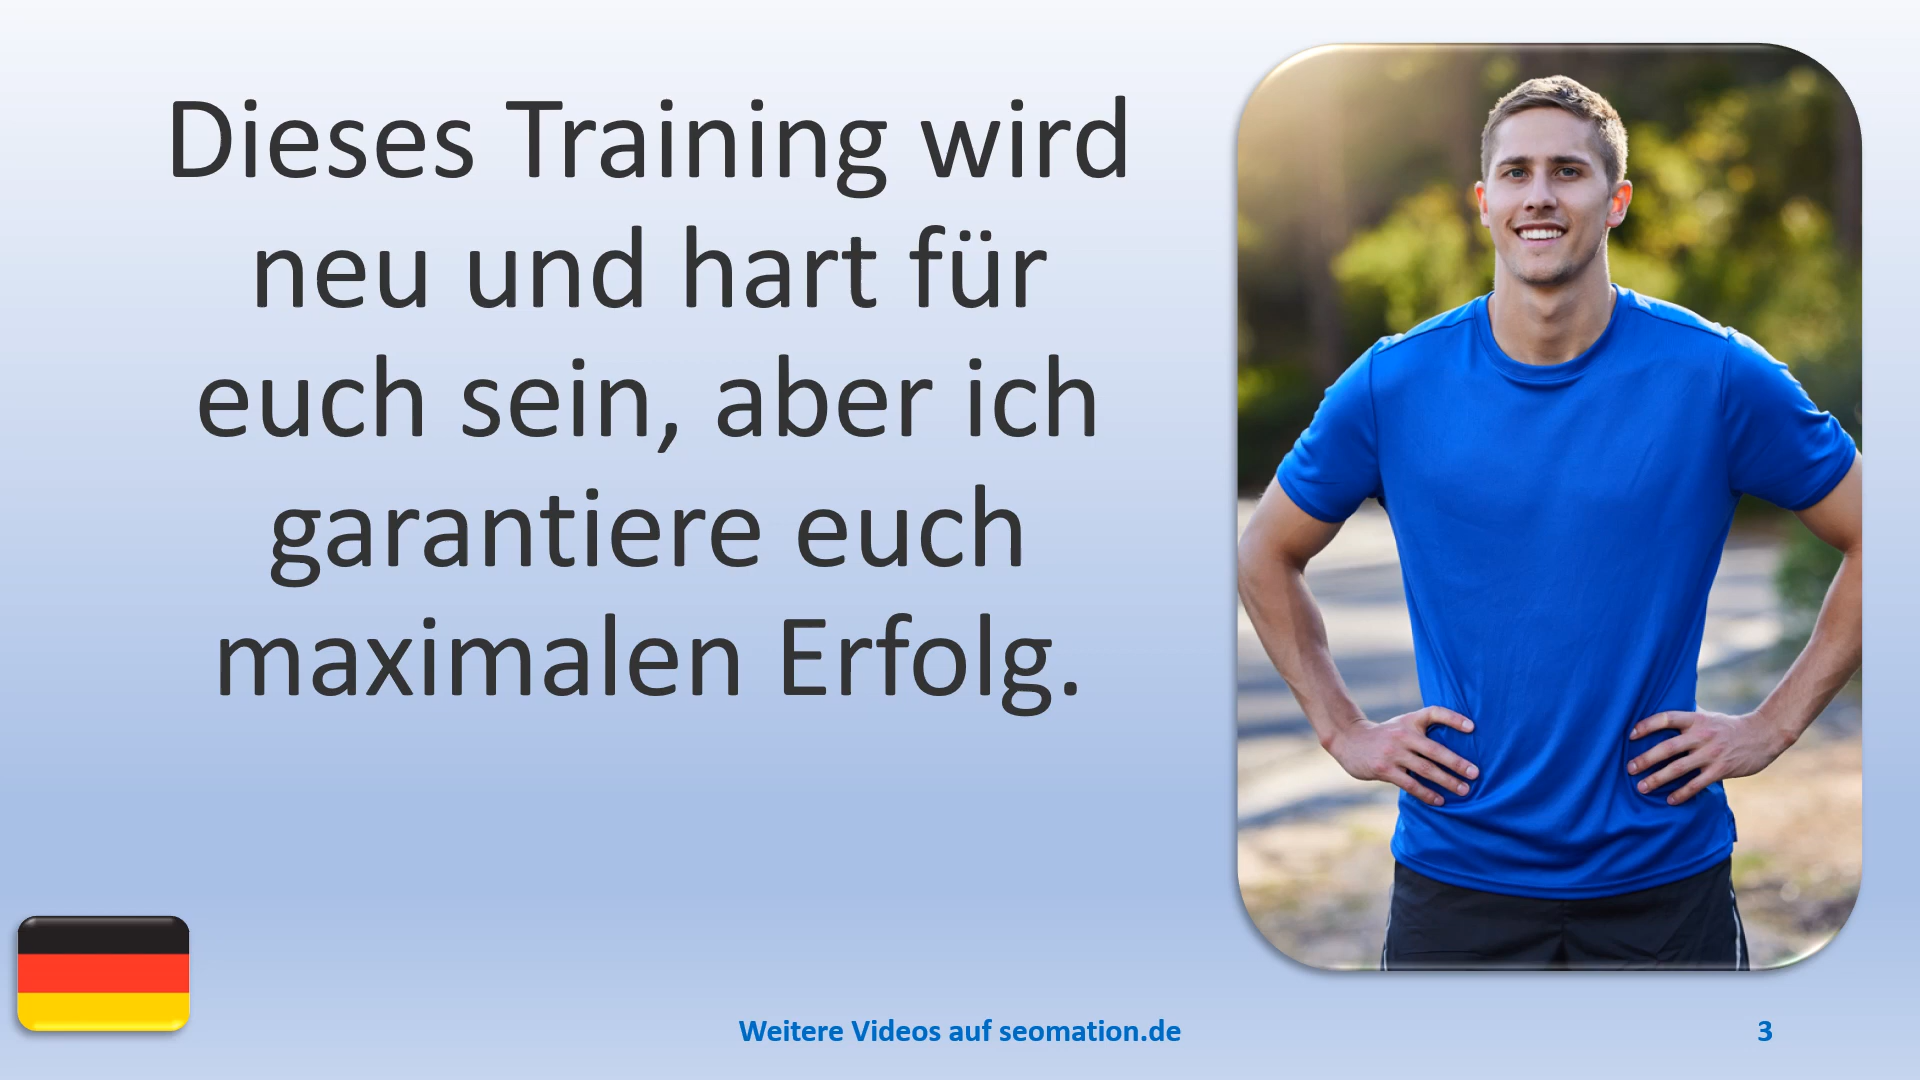 Dieses Training wird
neu und hart für
euch sein, aber ich
garantiere euch
maximalen Erfolg.
Weitere Videos auf seomation.de
3